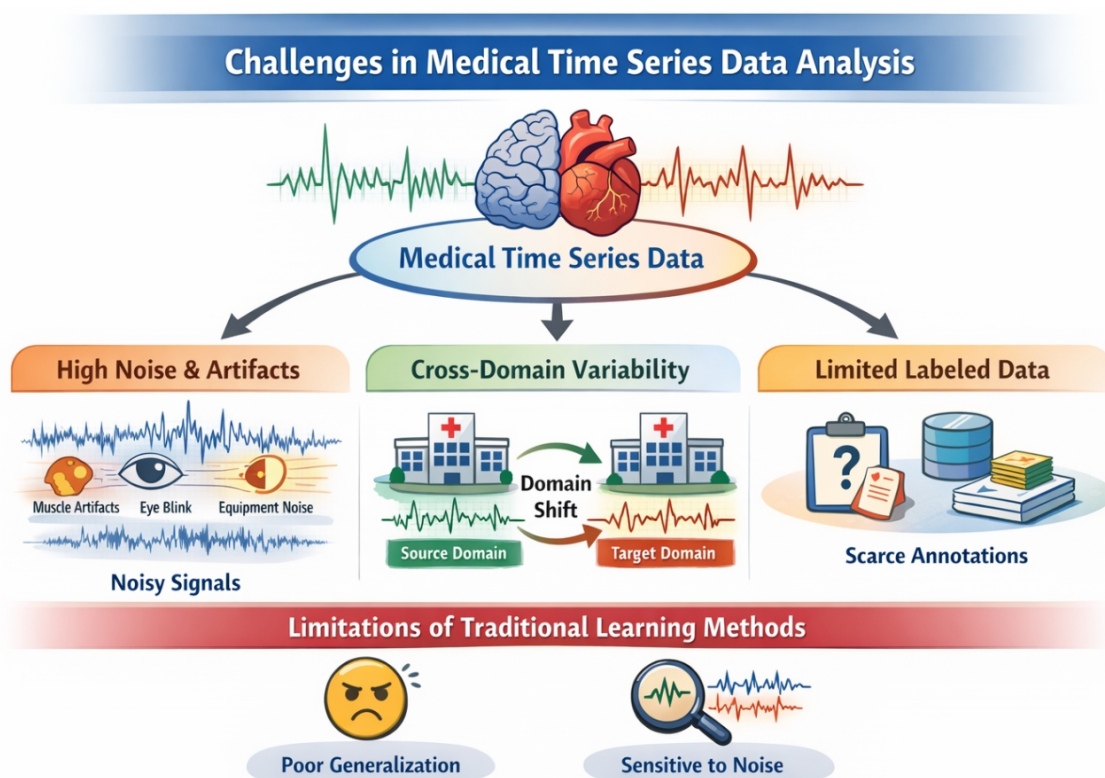 Challenges in Medical Time Series Data Analysis
Medical Time Series Data
High Noise & Artifacts
Muscle Artifacts
Eye Blink
Equipment Noise
Noisy Signals
Cross-Domain Variability
Domain
Shift
Source Domain
Target Domain
Limited Labeled Data
?
Scarce Annotations
Limitations of Traditional Learning Methods
Poor Generalization
Sensitive to Noise